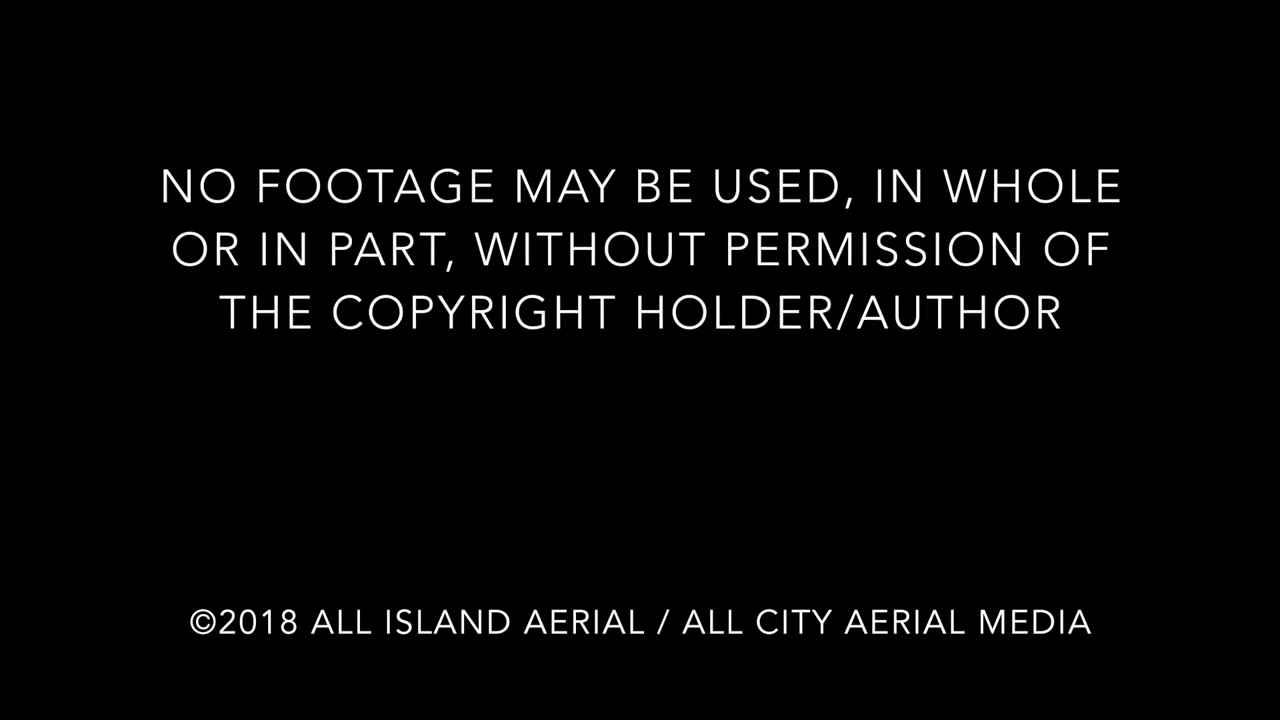 NO FOOTAGE MAY BE USED, IN WHOLE
OR IN PART, WITHOUT PERMISSION OF
THE COPYRIGHT HOLDER/AUTHOR
©2018 ALL ISLAND AERIAL / ALL CITY AERIAL MEDIA